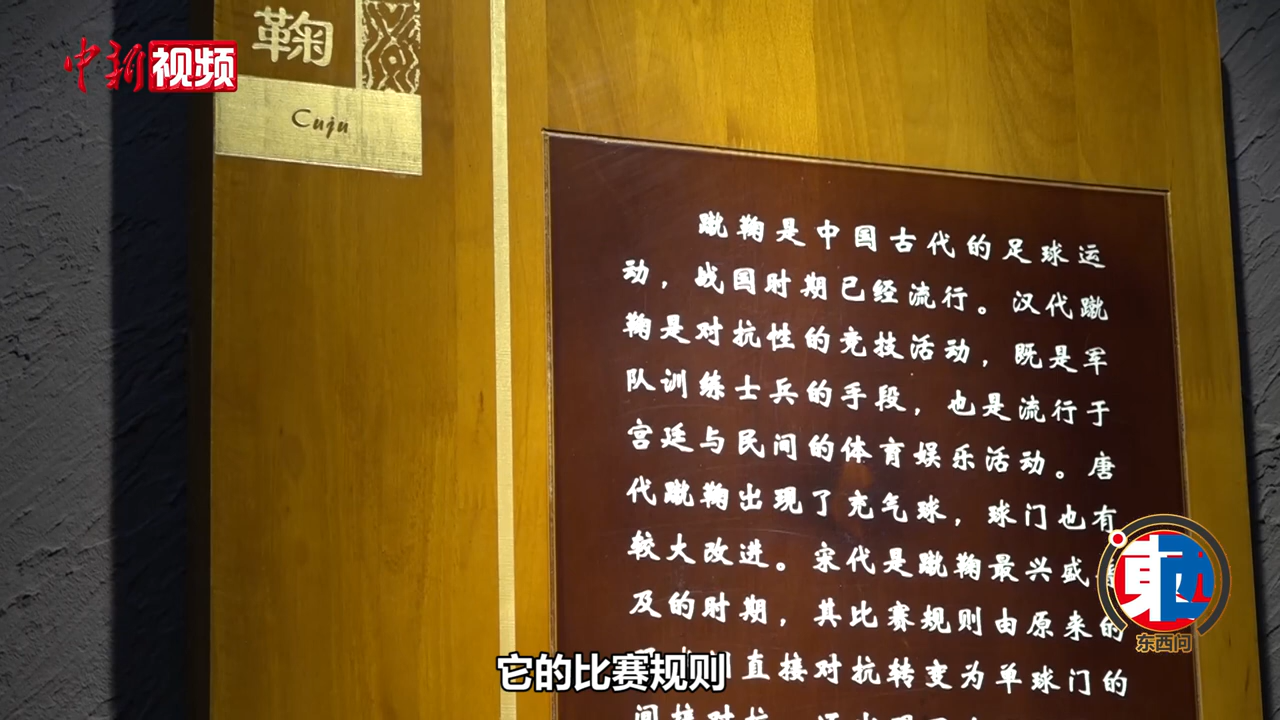 中新视频
鞠
Cuju
蹴鞠是中国古代的足球运
动，战国时期已经流行。汉代蹴
鞠是对抗性的竞技活动，既是军
队训练士兵的手段，也是流行于
宫廷与民间的体育娱乐活动。唐
代蹴鞠出现了充气球，球门也有
较大改进。宋代是蹴鞠最兴盛
及的时期，其比赛规则由原来的
直接对抗转变为单球门的
间接对抗
它的比赛规则
东西问